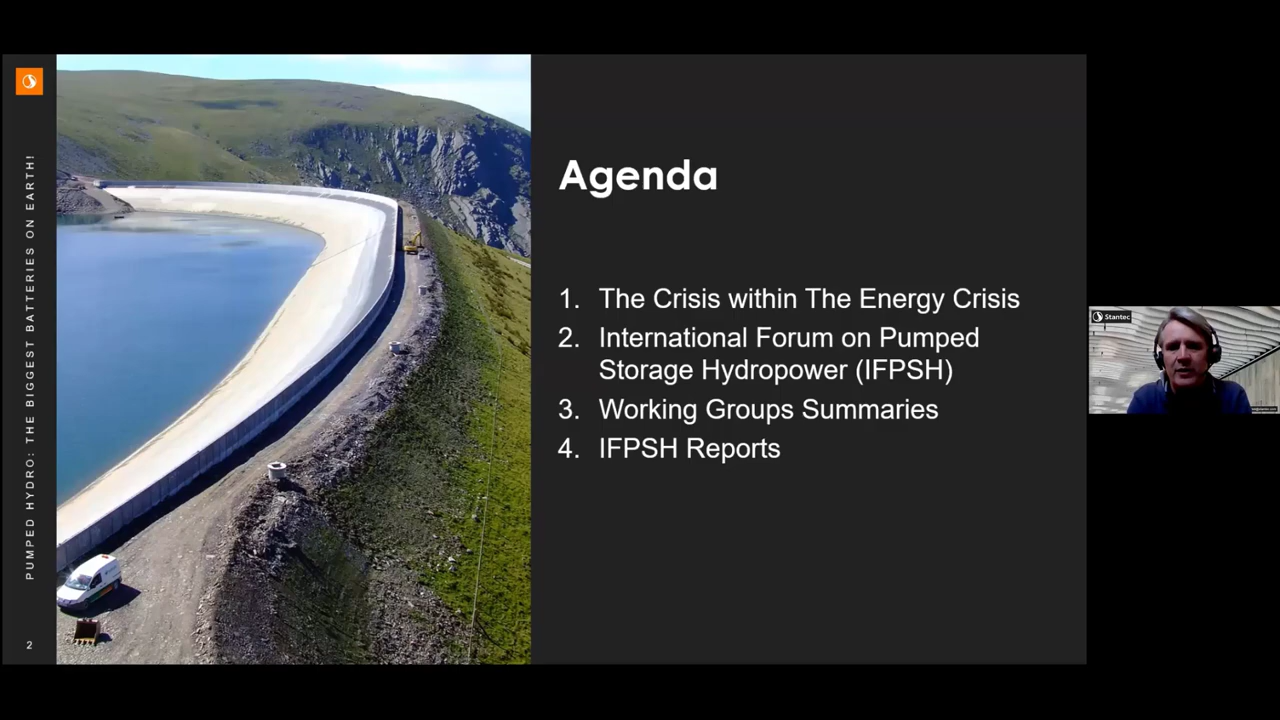 PUMPED HYDRO: THE BIGGEST BATTERIES ON EARTH!
2
Agenda
1. The Crisis within The Energy Crisis
2. International Forum on Pumped
Storage Hydropower (IFPSH)
3. Working Groups Summaries
4. IFPSH Reports
Stantec